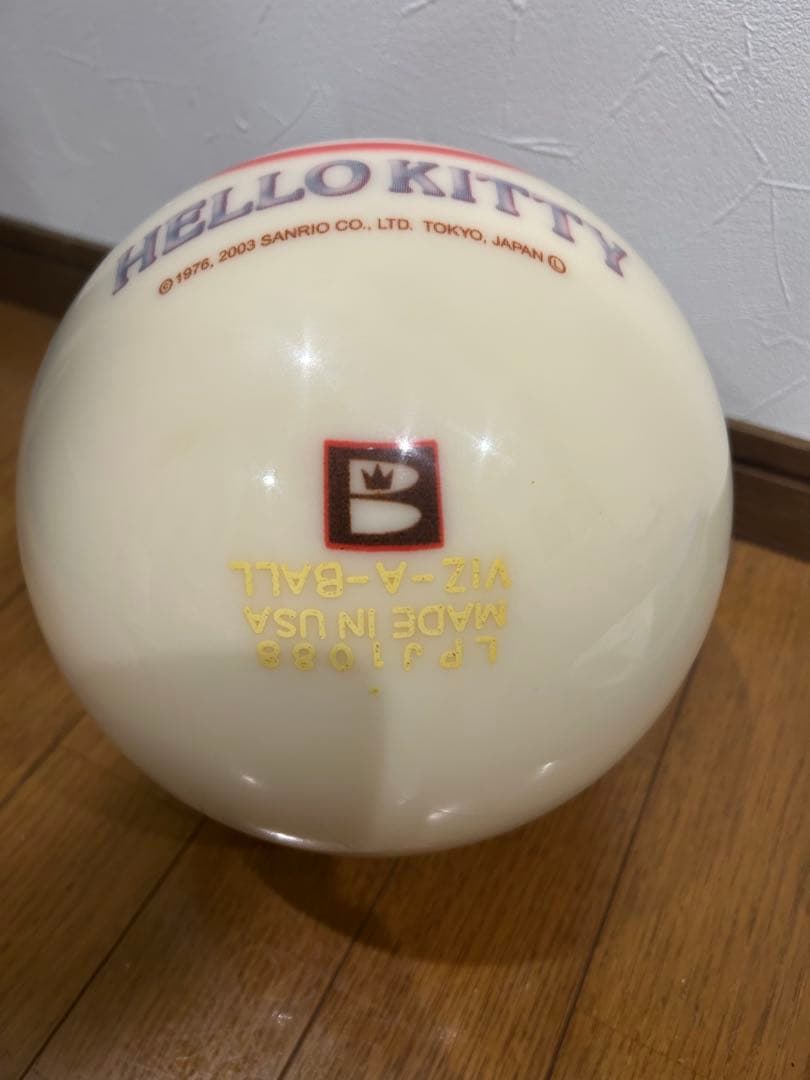 HELLO KITTY
© 1976, 2003 SANRIO CO., LTD. TOKYO, JAPAN Ⓛ
B
LPJ1088
MADE IN USA
VIZ-A-BALL